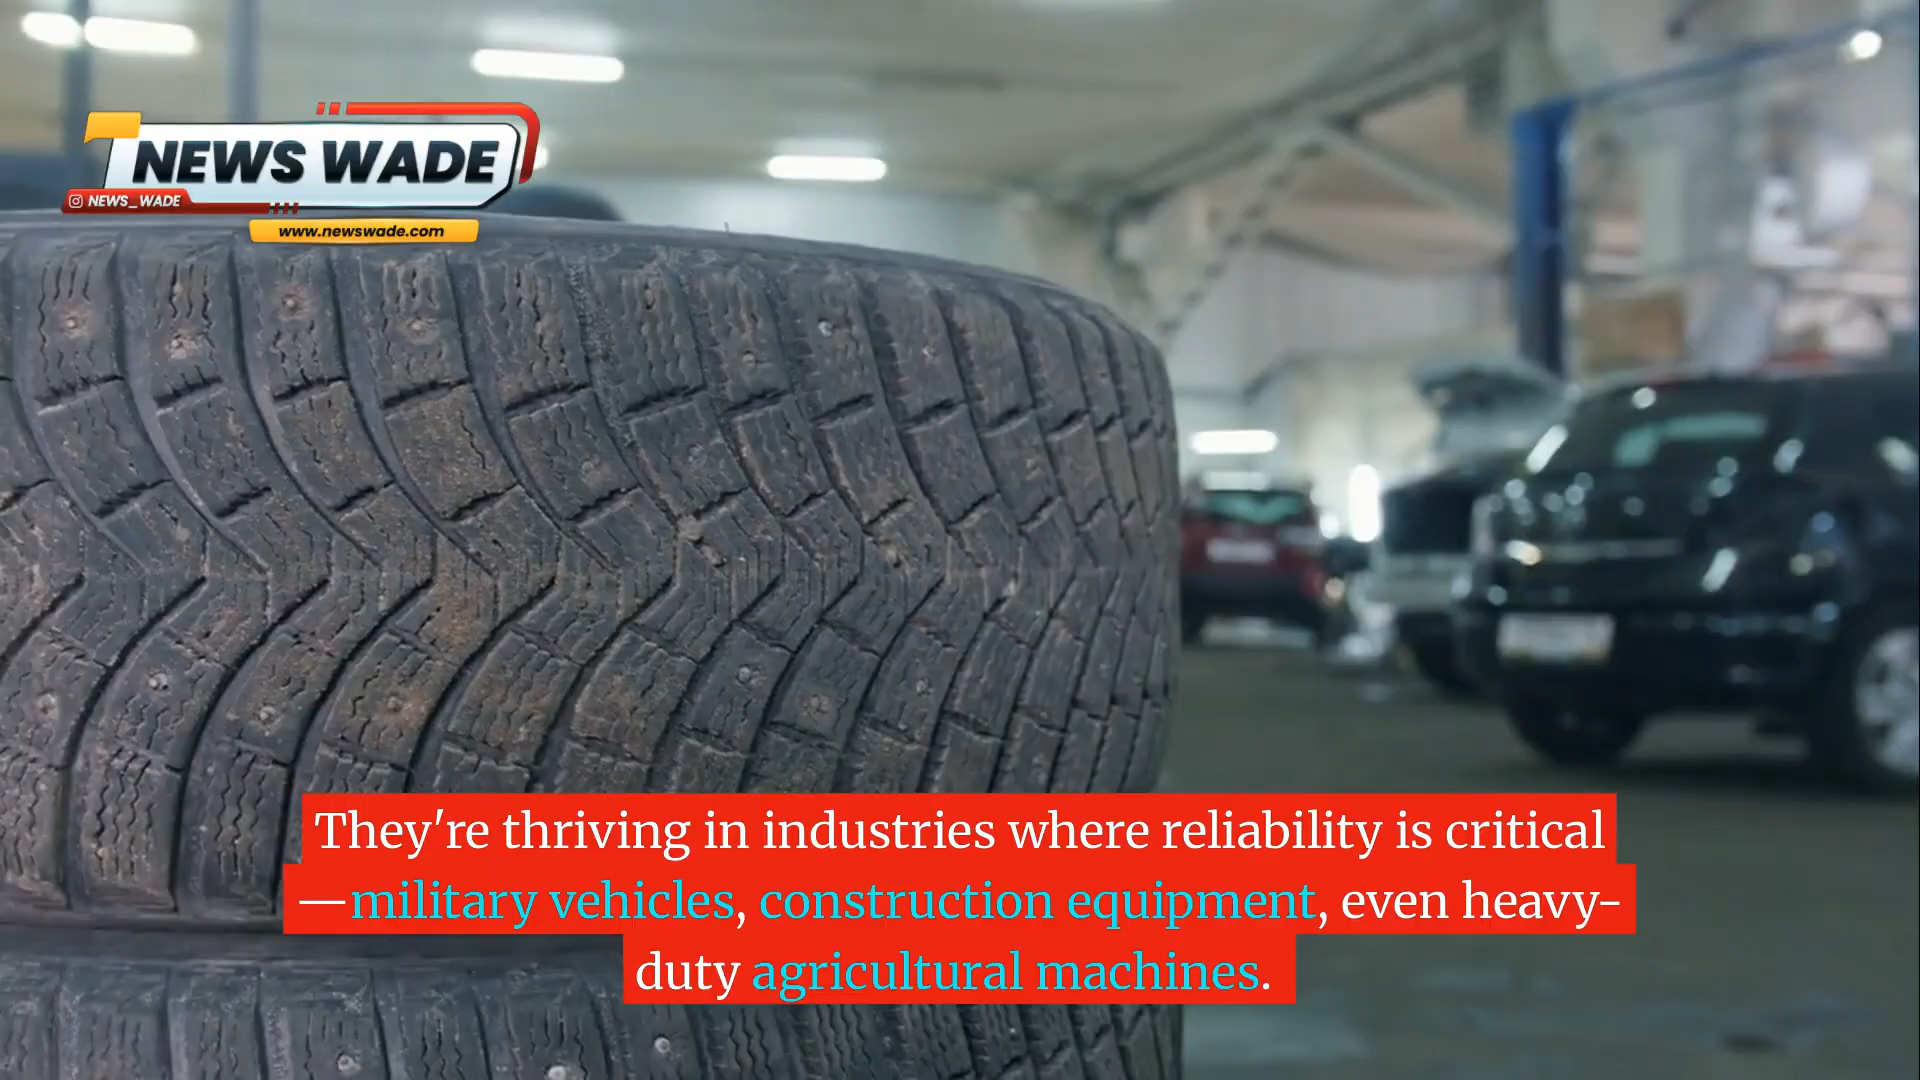 NEWS WADE
NEWS_WADE
www.newswade.com
They're thriving in industries where reliability is critical
—military vehicles, construction equipment, even heavy-
duty agricultural machines.